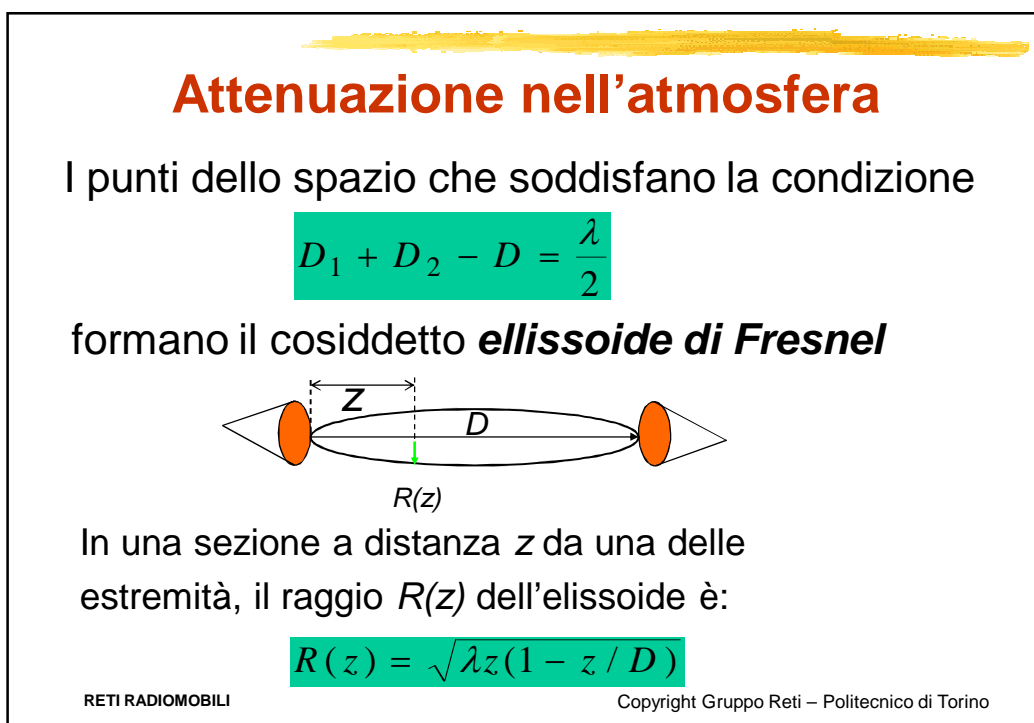 Attenuazione nell'atmosfera
I punti dello spazio che soddisfano la condizione
D₁ + D₂ − D = λ/2
formano il cosiddetto ellissoide di Fresnel
z
D
R(z)
In una sezione a distanza z da una delle
estremità, il raggio R(z) dell'elissoide è:
R(z) = √λz(1 − z / D)
RETI RADIOMOBILI Copyright Gruppo Reti – Politecnico di Torino